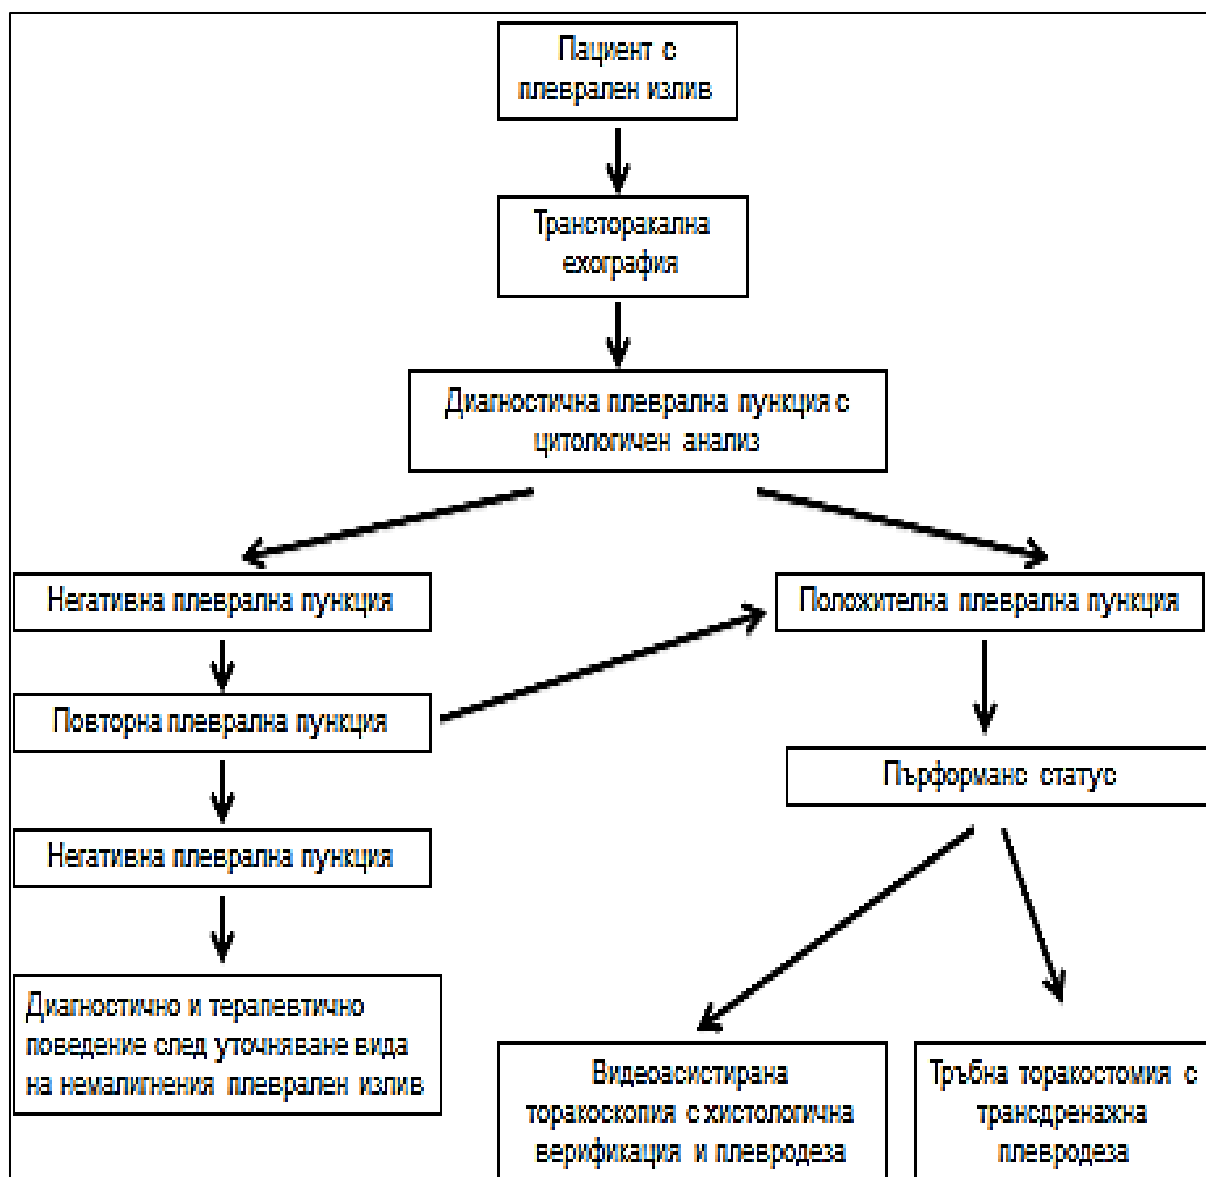 Пациент с
плеврален излив
Трансторакална
ехография
Диагностична плеврална пункция с
цитологичен анализ
Негативна плеврална пункция
Положителна плеврална пункция
Повторна плеврална пункция
Пърформанс статус
Негативна плеврална пункция
Диагностично и терапевтично
поведение след уточняване вида
на немалигнения плеврален излив
Видеоасистирана
торакоскопия с хистологична
верификация и плевродеза
Тръбна торакостомия с
трансдренажна
плевродеза